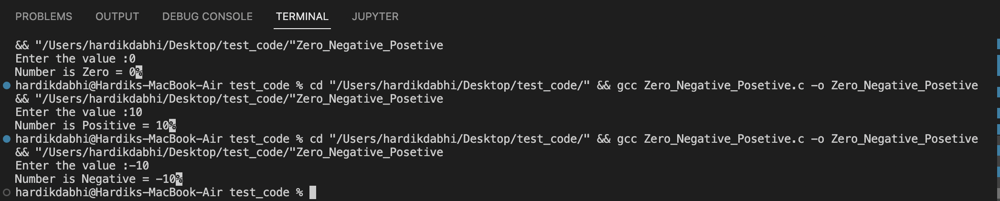 PROBLEMS OUTPUT DEBUG CONSOLE TERMINAL JUPYTER
&& "/Users/hardikdabhi/Desktop/test_code/"Zero_Negative_Posetive
Enter the value :0
Number is Zero = 0%
hardikdabhi@Hardiks-MacBook-Air test_code % cd "/Users/hardikdabhi/Desktop/test_code/" && gcc Zero_Negative_Posetive.c -o Zero_Negative_Posetive
&& "/Users/hardikdabhi/Desktop/test_code/"Zero_Negative_Posetive
Enter the value :10
Number is Positive = 10%
hardikdabhi@Hardiks-MacBook-Air test_code % cd "/Users/hardikdabhi/Desktop/test_code/" && gcc Zero_Negative_Posetive.c -o Zero_Negative_Posetive
&& "/Users/hardikdabhi/Desktop/test_code/"Zero_Negative_Posetive
Enter the value :-10
Number is Negative = -10%
hardikdabhi@Hardiks-MacBook-Air test_code %